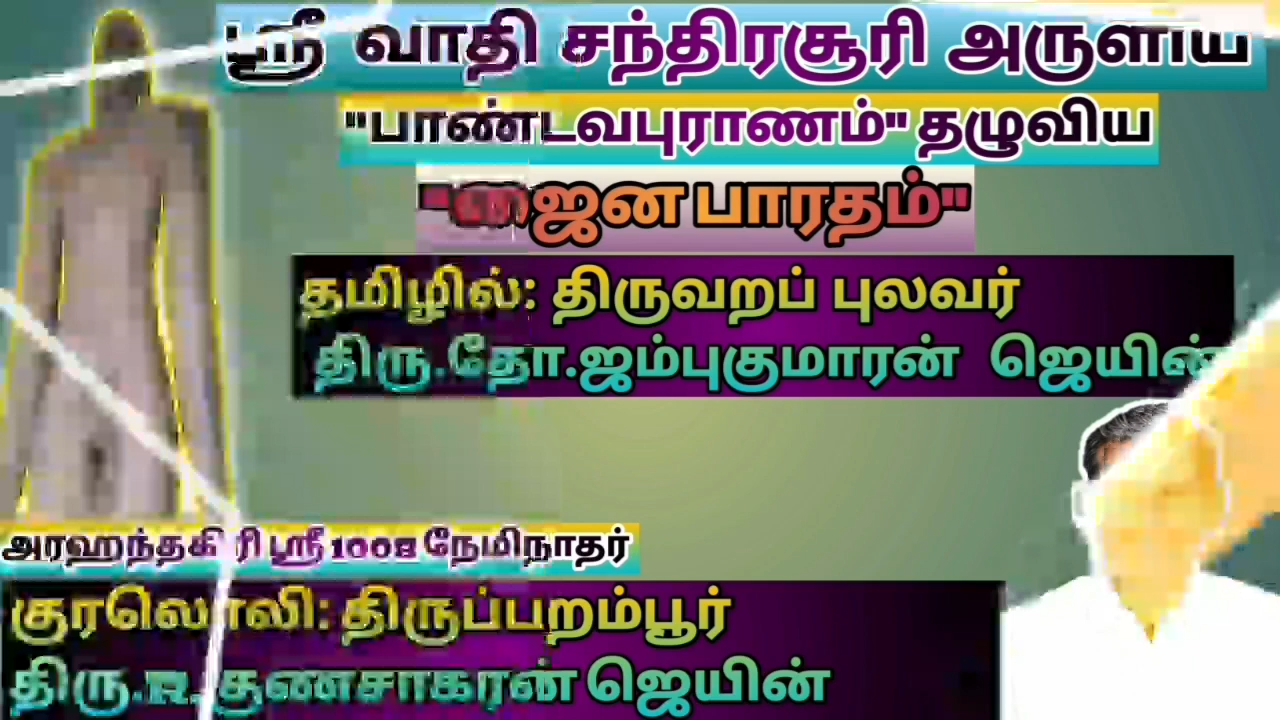 ஸ்ரீ வாதி சந்திரசூரி அருளிய
"பாண்டவபுராணம்" தழுவிய
"ஜைன பாரதம்"
தமிழில்: திருவறப் புலவர்
திரு.தோ.ஜம்புகுமாரன் ஜெயின்
அரஹந்தகிரி ஸ்ரீ 1008 நேமிநாதர்
குரலொலி: திருப்பறம்பூர்
திரு. குணசாகரன் ஜெயின்